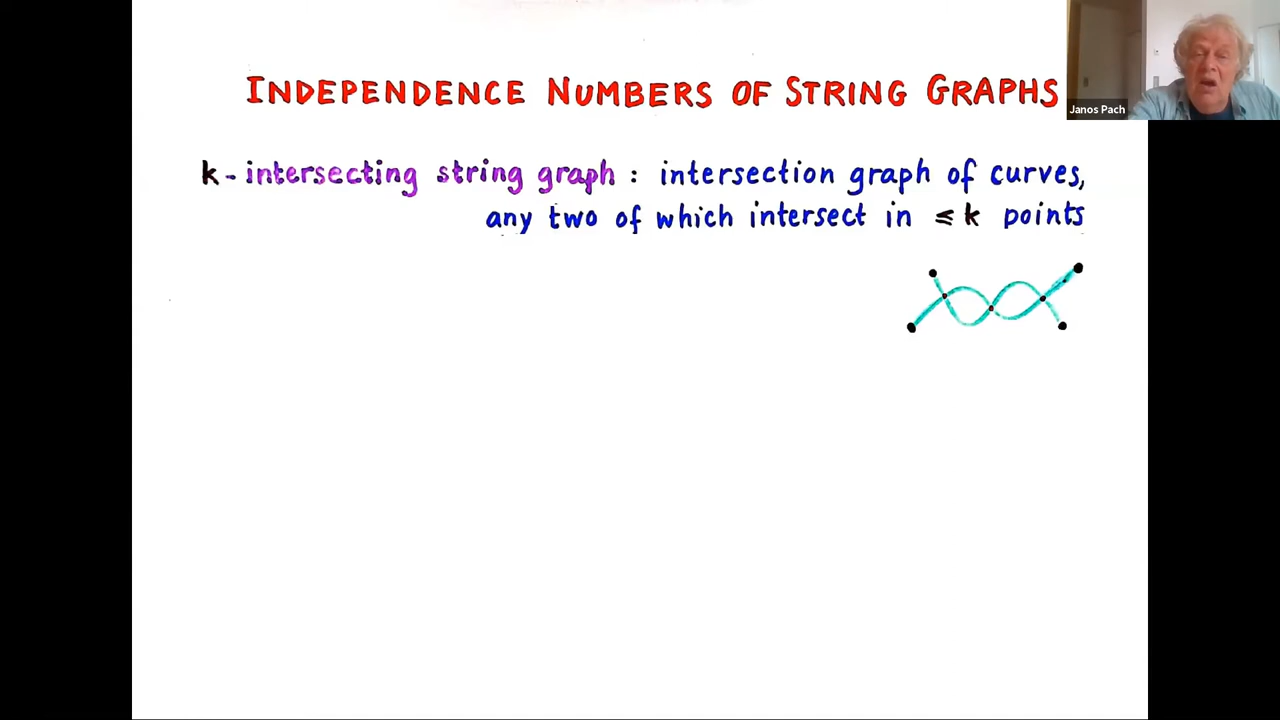 INDEPENDENCE NUMBERS OF STRING GRAPHS
Janos Pach
k-intersecting string graph : intersection graph of curves,
any two of which intersect in ≤ k points